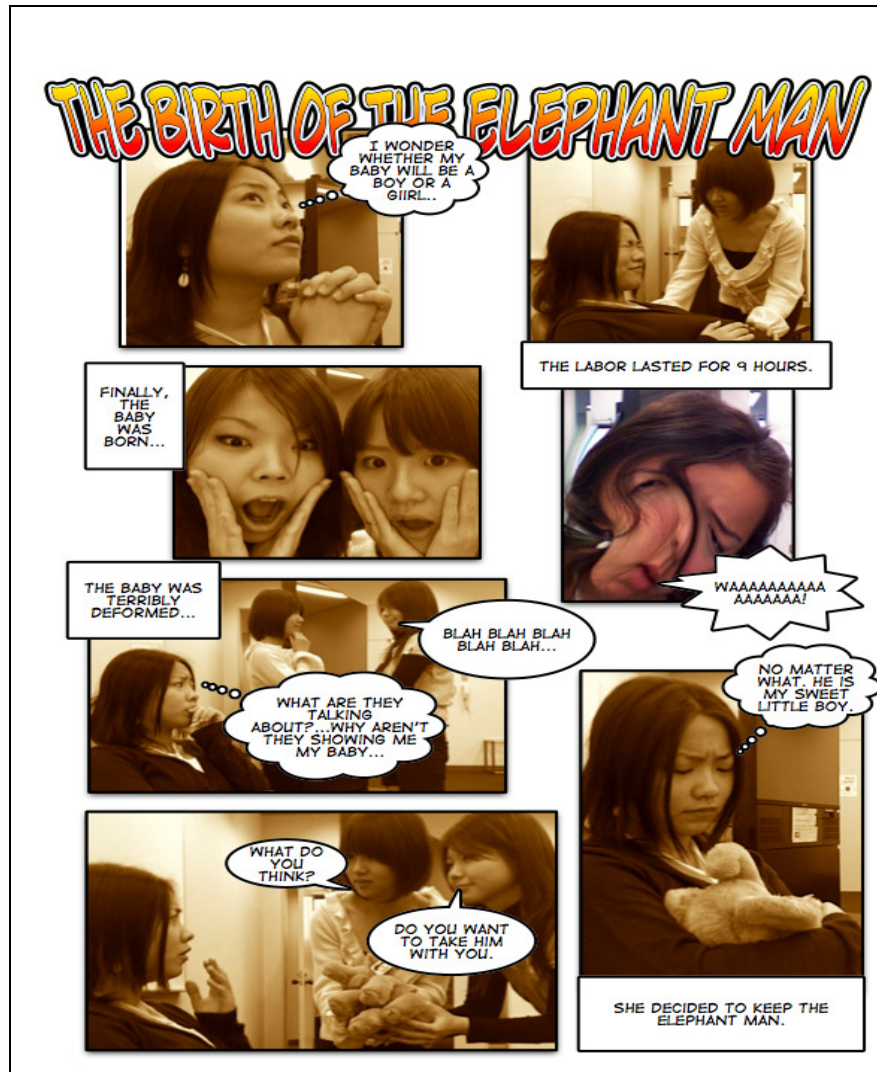 THE BIRTH OF THE ELEPHANT MAN
I WONDER
WHETHER MY
BABY WILL BE A
BOY OR A
GIIRL..
THE LABOR LASTED FOR 9 HOURS.
FINALLY,
THE
BABY
WAS
BORN...
WAAAAAAAAAA
AAAAAAA!
THE BABY WAS
TERRIBLY
DEFORMED...
BLAH BLAH BLAH
BLAH BLAH...
WHAT ARE THEY
TALKING
ABOUT?...WHY AREN'T
THEY SHOWING ME
MY BABY...
NO MATTER
WHAT. HE IS
MY SWEET
LITTLE BOY.
SHE DECIDED TO KEEP THE
ELEPHANT MAN.
WHAT DO
YOU
THINK?
DO YOU WANT
TO TAKE HIM
WITH YOU.